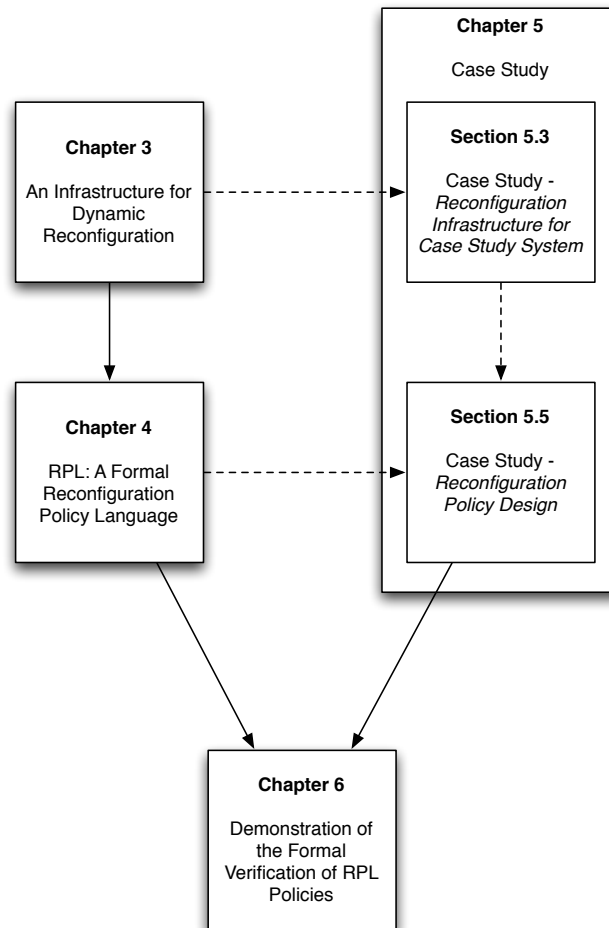 Chapter 5
Case Study
Chapter 3
An Infrastructure for
Dynamic
Reconfiguration
Section 5.3
Case Study -
Reconfiguration
Infrastructure for
Case Study System
Chapter 4
RPL: A Formal
Reconfiguration
Policy Language
Section 5.5
Case Study -
Reconfiguration
Policy Design
Chapter 6
Demonstration of
the Formal
Verification of RPL
Policies